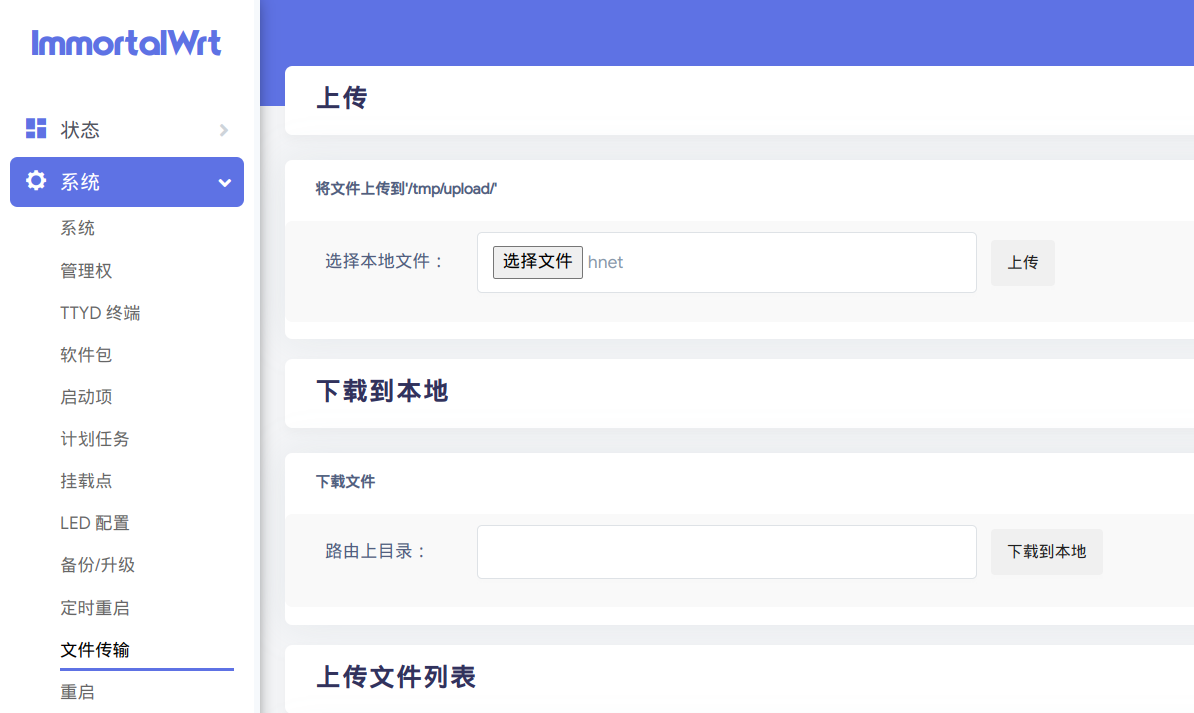 ImmortalWrt
状态
系统
系统
管理权
TTYD 终端
软件包
启动项
计划任务
挂载点
LED 配置
备份/升级
定时重启
文件传输
重启
上传
将文件上传到'/tmp/upload/'
选择本地文件：
选择文件 hnet
上传
下载到本地
下载文件
路由上目录：
下载到本地
上传文件列表